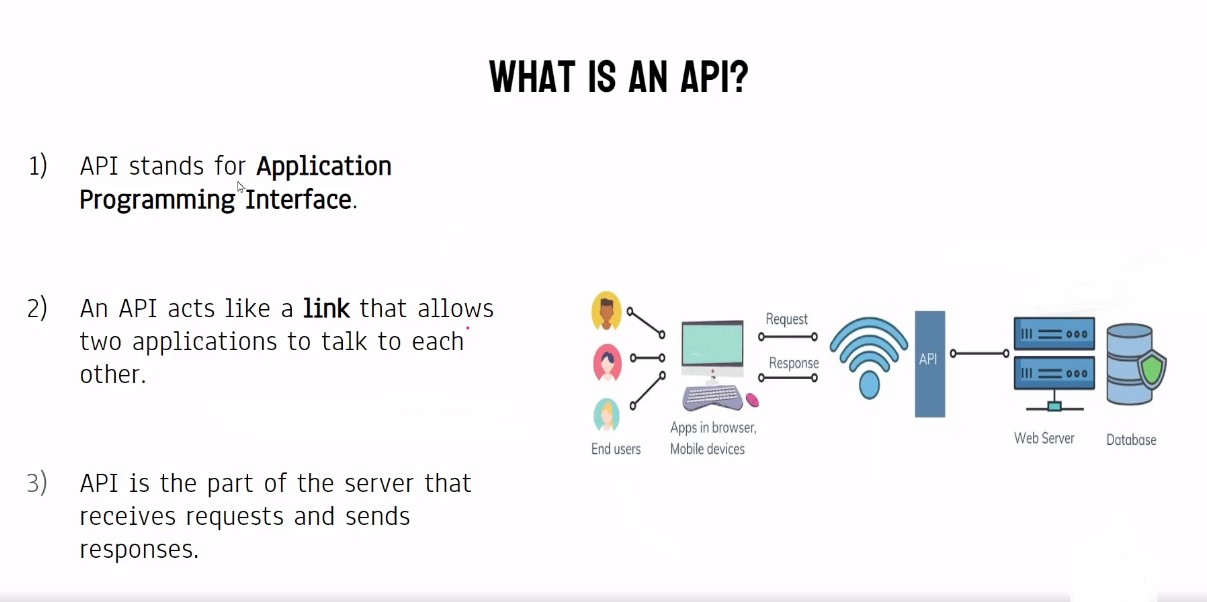 WHAT IS AN API?
1) API stands for Application
Programming Interface.
2) An API acts like a link that allows
two applications to talk to each
other.
3) API is the part of the server that
receives requests and sends
responses.
Request
Response
API
End users
Apps in browser,
Mobile devices
Web Server
Database